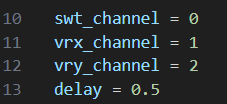 10 swt_channel = 0
11 vrx_channel = 1
12 vry_channel = 2
13 delay = 0.5